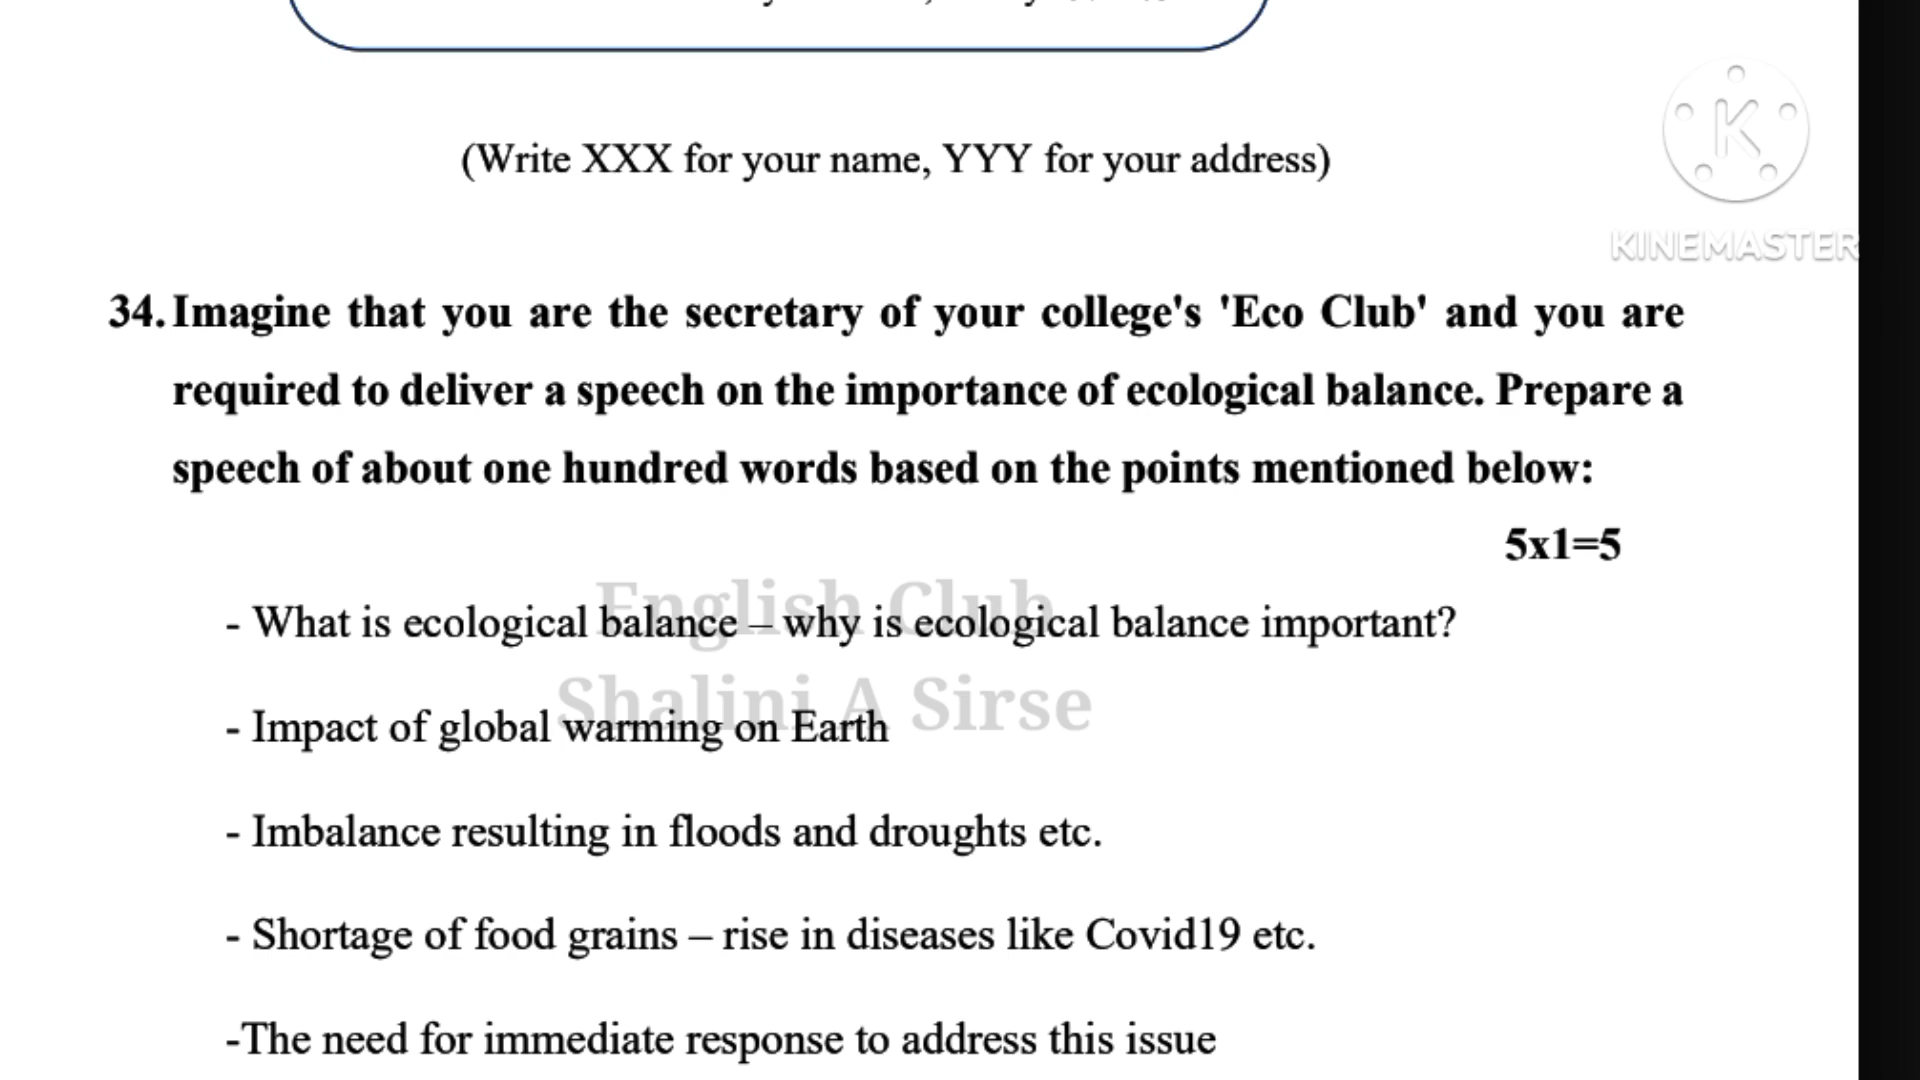 (Write XXX for your name, YYY for your address)
K
KINEMASTER
34. Imagine that you are the secretary of your college's 'Eco Club' and you are
required to deliver a speech on the importance of ecological balance. Prepare a
speech of about one hundred words based on the points mentioned below:
5x1=5
English Club
- What is ecological balance – why is ecological balance important?
Shalini A Sirse
- Impact of global warming on Earth
- Imbalance resulting in floods and droughts etc.
- Shortage of food grains – rise in diseases like Covid19 etc.
-The need for immediate response to address this issue